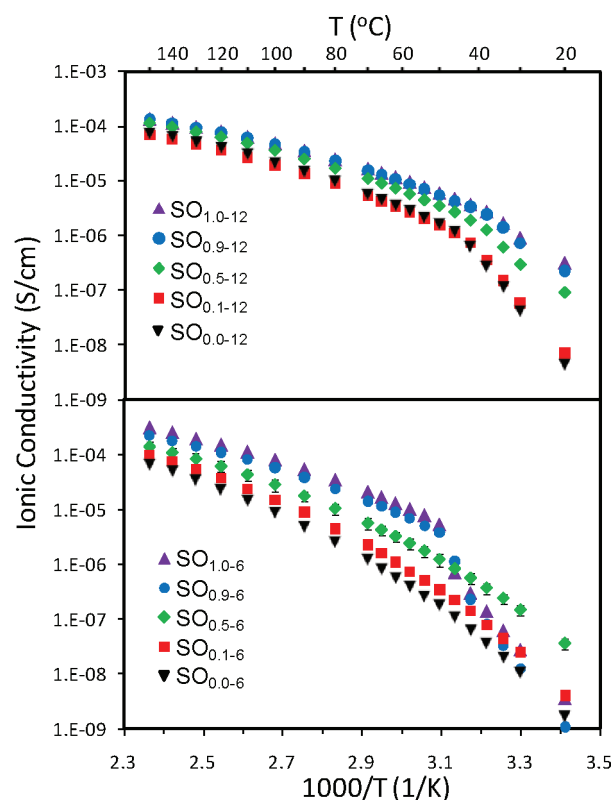 T (°C)
140 120 100 80 60 40 20
1.E-03
1.E-04
1.E-05
1.E-06
1.E-07
1.E-08
1.E-09
1.E-04
1.E-05
1.E-06
1.E-07
1.E-08
1.E-09
Ionic Conductivity (S/cm)
SO1.0-12
SO0.9-12
SO0.5-12
SO0.1-12
SO0.0-12
SO1.0-6
SO0.9-6
SO0.5-6
SO0.1-6
SO0.0-6
2.3 2.5 2.7 2.9 3.1 3.3 3.5
1000/T (1/K)